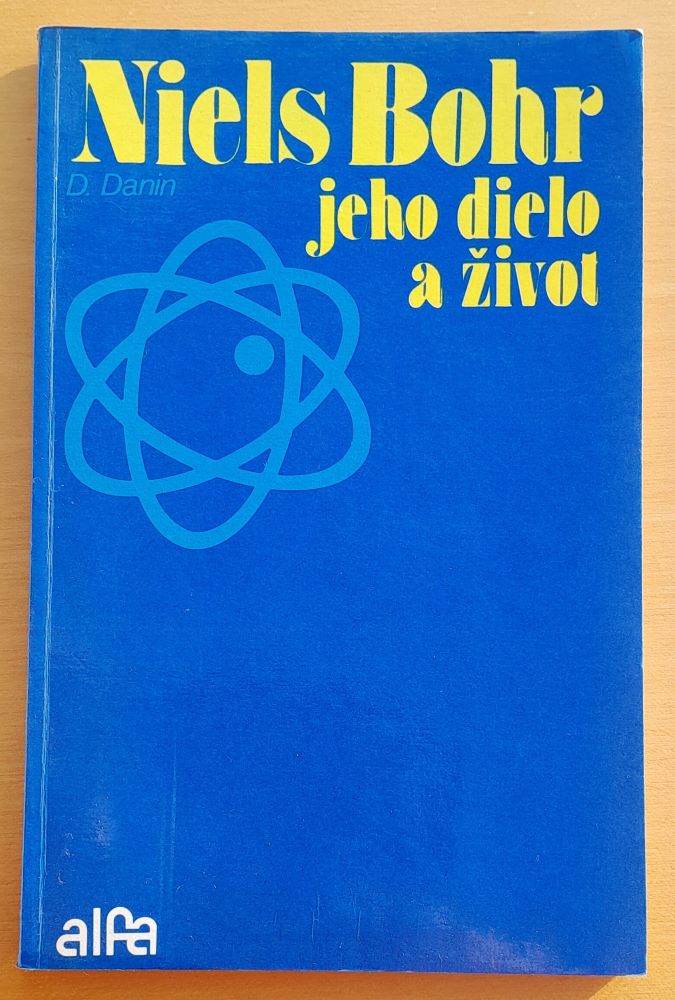 Niels Bohr
D. Danin
jeho dielo
a život
alfa